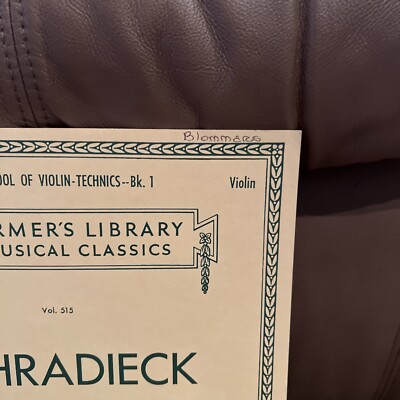 Blommers
OOL OF VIOLIN-TECHNICS--Bk. 1 Violin
RMER'S LIBRARY
USICAL CLASSICS
Vol. 515
HRADIECK